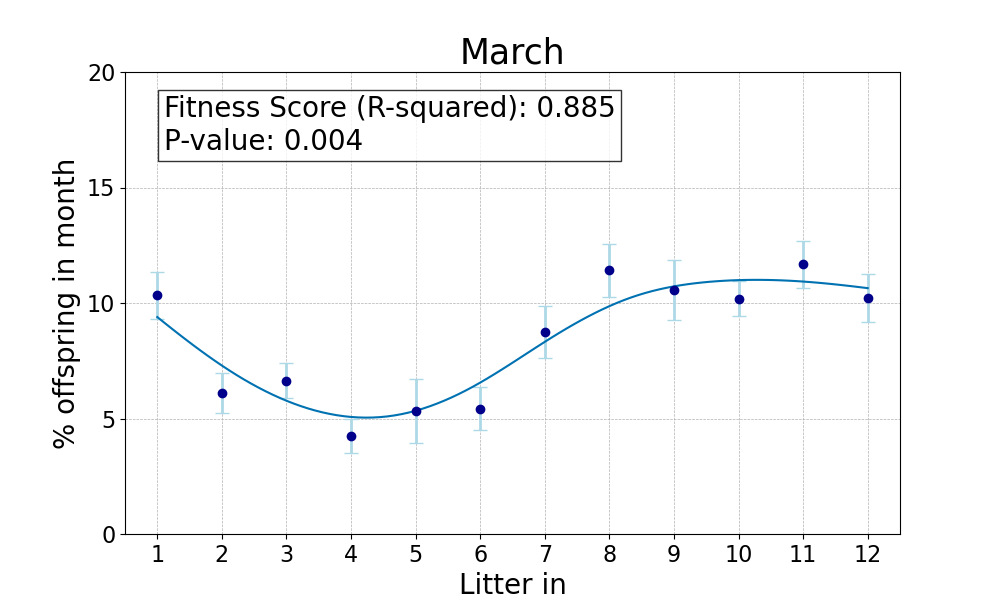 March
Fitness Score (R-squared): 0.885
P-value: 0.004
% offspring in month
20
15
10
5
0
1 2 3 4 5 6 7 8 9 10 11 12
Litter in